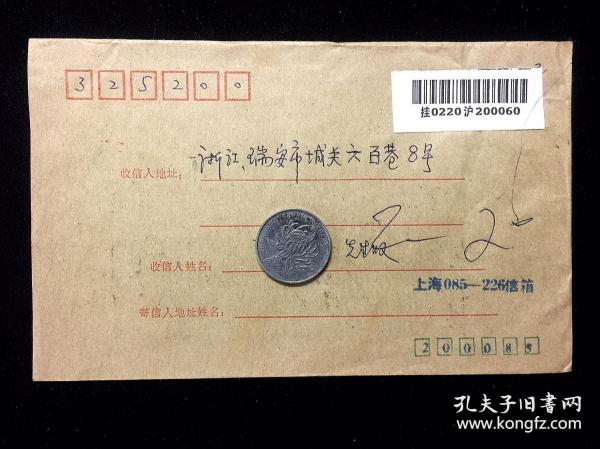 325200
挂0220沪200060
收信人地址：浙江、瑞安市城关六百巷8号
收信人姓名：先生收
上海085—226信箱
寄信人地址姓名：
200085
孔夫子旧书网
www.kongfz.com